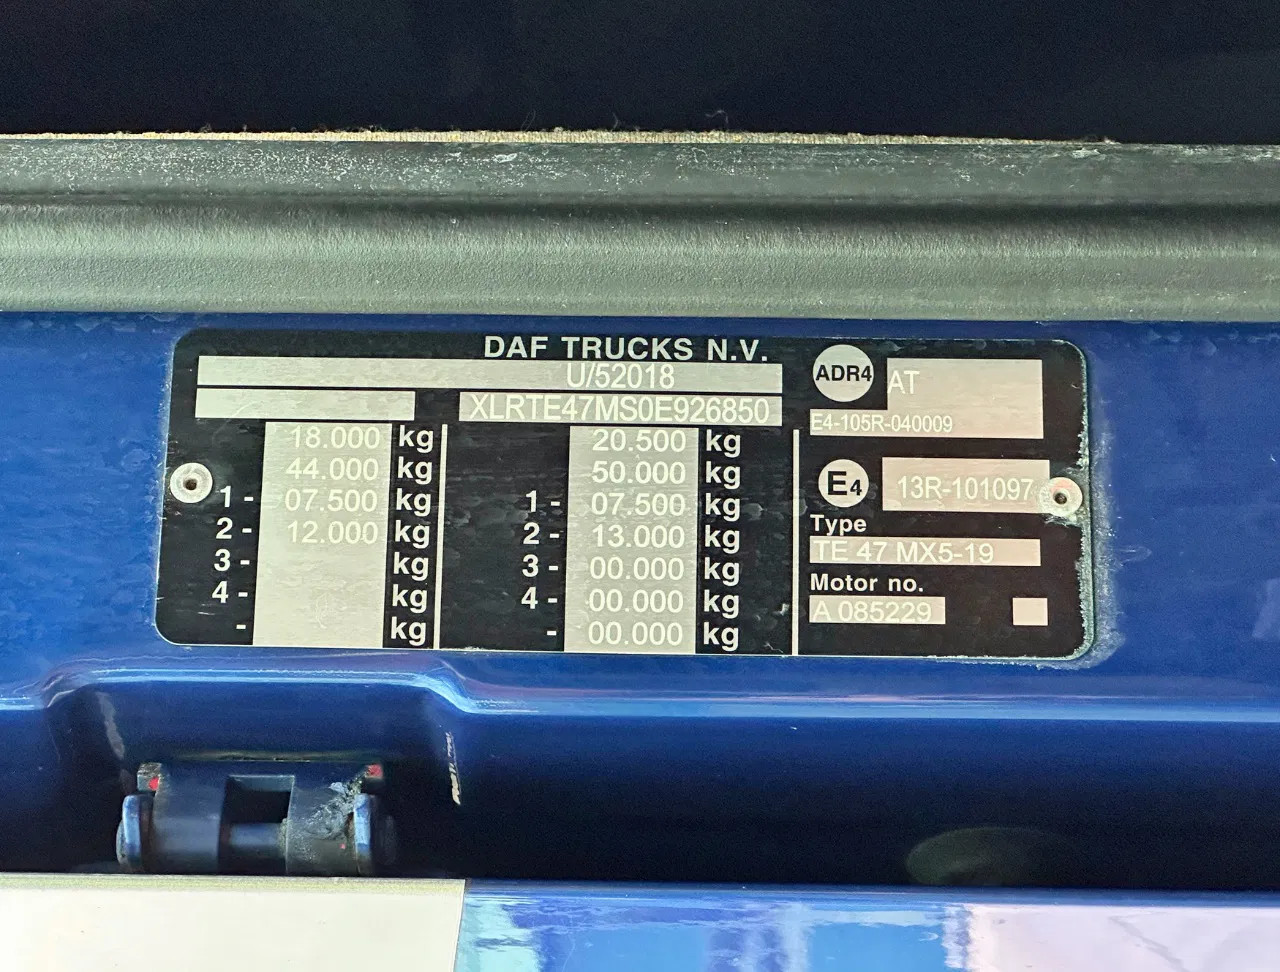 DAF TRUCKS N.V.
U/52018
XLRTE47MS0E926850
18.000 kg
44.000 kg
1 - 07.500 kg
2 - 12.000 kg
3 - kg
4 - kg
- kg
20.500 kg
50.000 kg
1 - 07.500 kg
2 - 13.000 kg
3 - 00.000 kg
4 - 00.000 kg
- 00.000 kg
ADR4 AT
E4-105R-040009
E4 13R-101097
Type
TE 47 MX5-19
Motor no.
A 085229